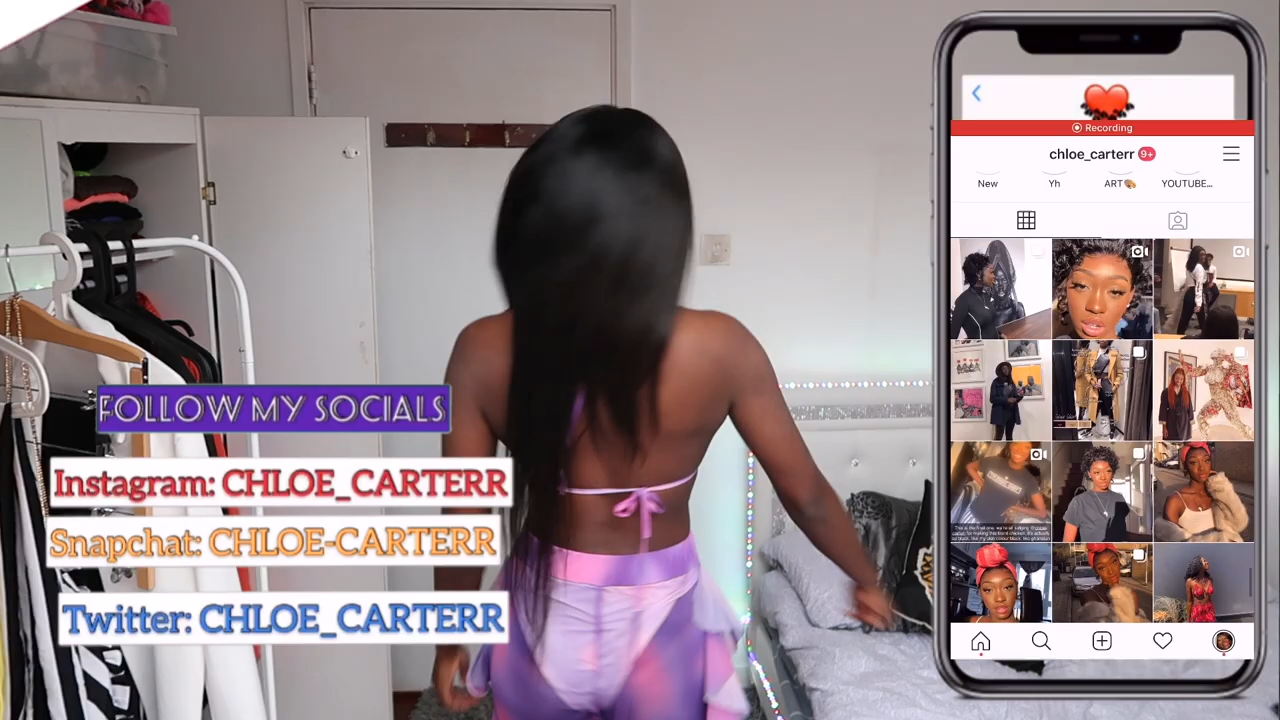 FOLLOW MY SOCIALS
Instagram: CHLOE_CARTERR
Snapchat: CHLOE-CARTERR
Twitter: CHLOE_CARTERR
Recording
chloe_carterr 9+
New Yh ART🎨 YOUTUBE...